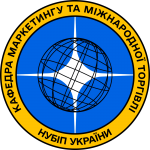 КАФЕДРА МАРКЕТИНГУ ТА МІЖНАРОДНОЇ ТОРГІВЛІ
НУБІП УКРАЇНИ